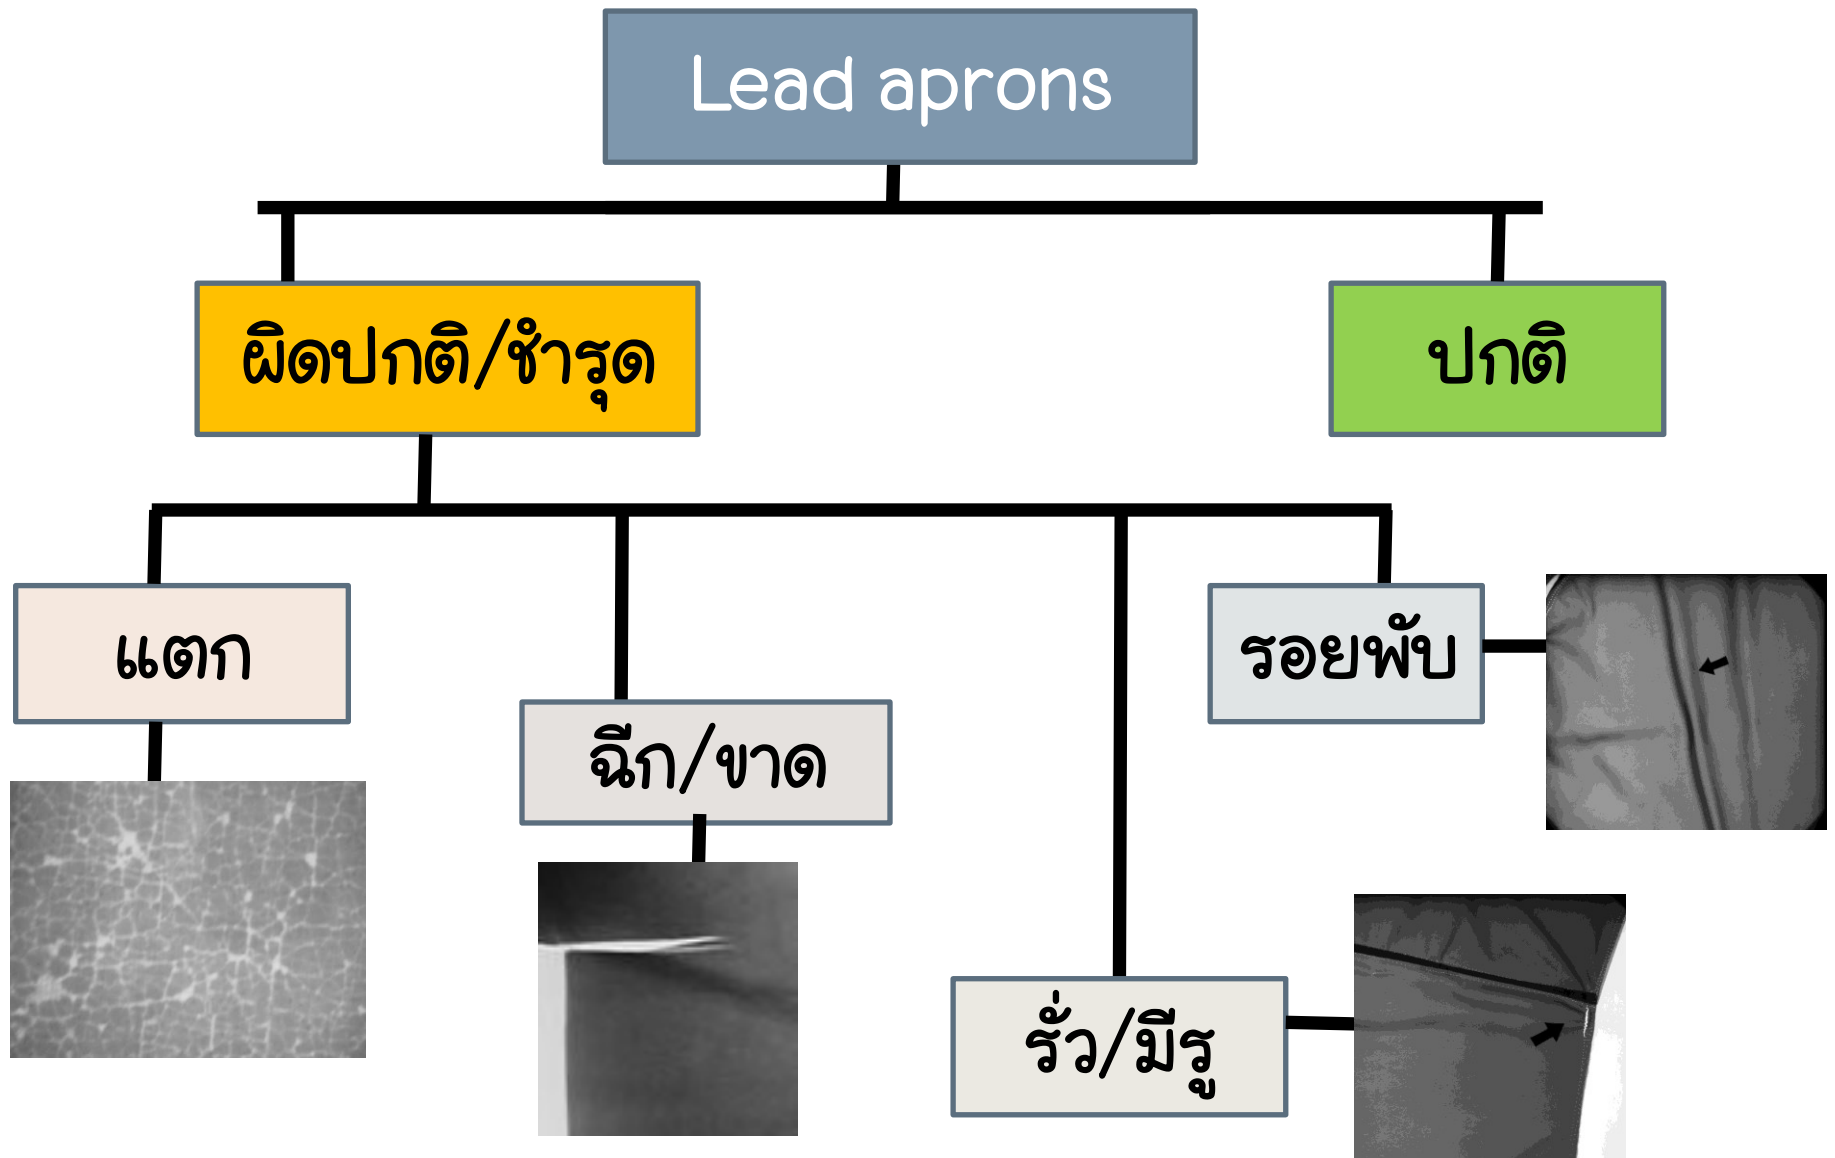 Lead aprons
ผิดปกติ/ชำรุด
ปกติ
แตก
ฉีก/ขาด
รั่ว/มีรู
รอยพับ